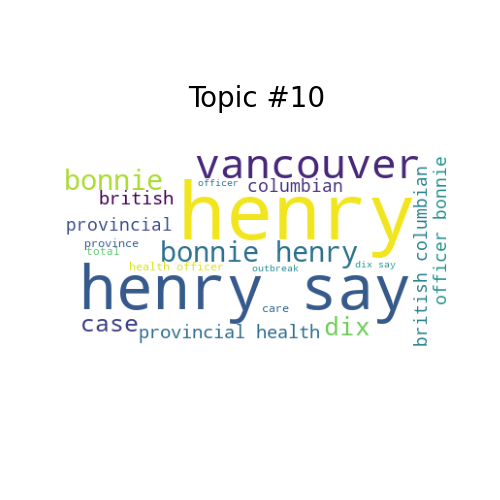 Topic #10
vancouver
bonnie
officer
columbian
british
henry
provincial
bonnie henry
province
total
health officer
outbreak
dix say
henry say
care
case
provincial health
dix
british columbian
officer bonnie